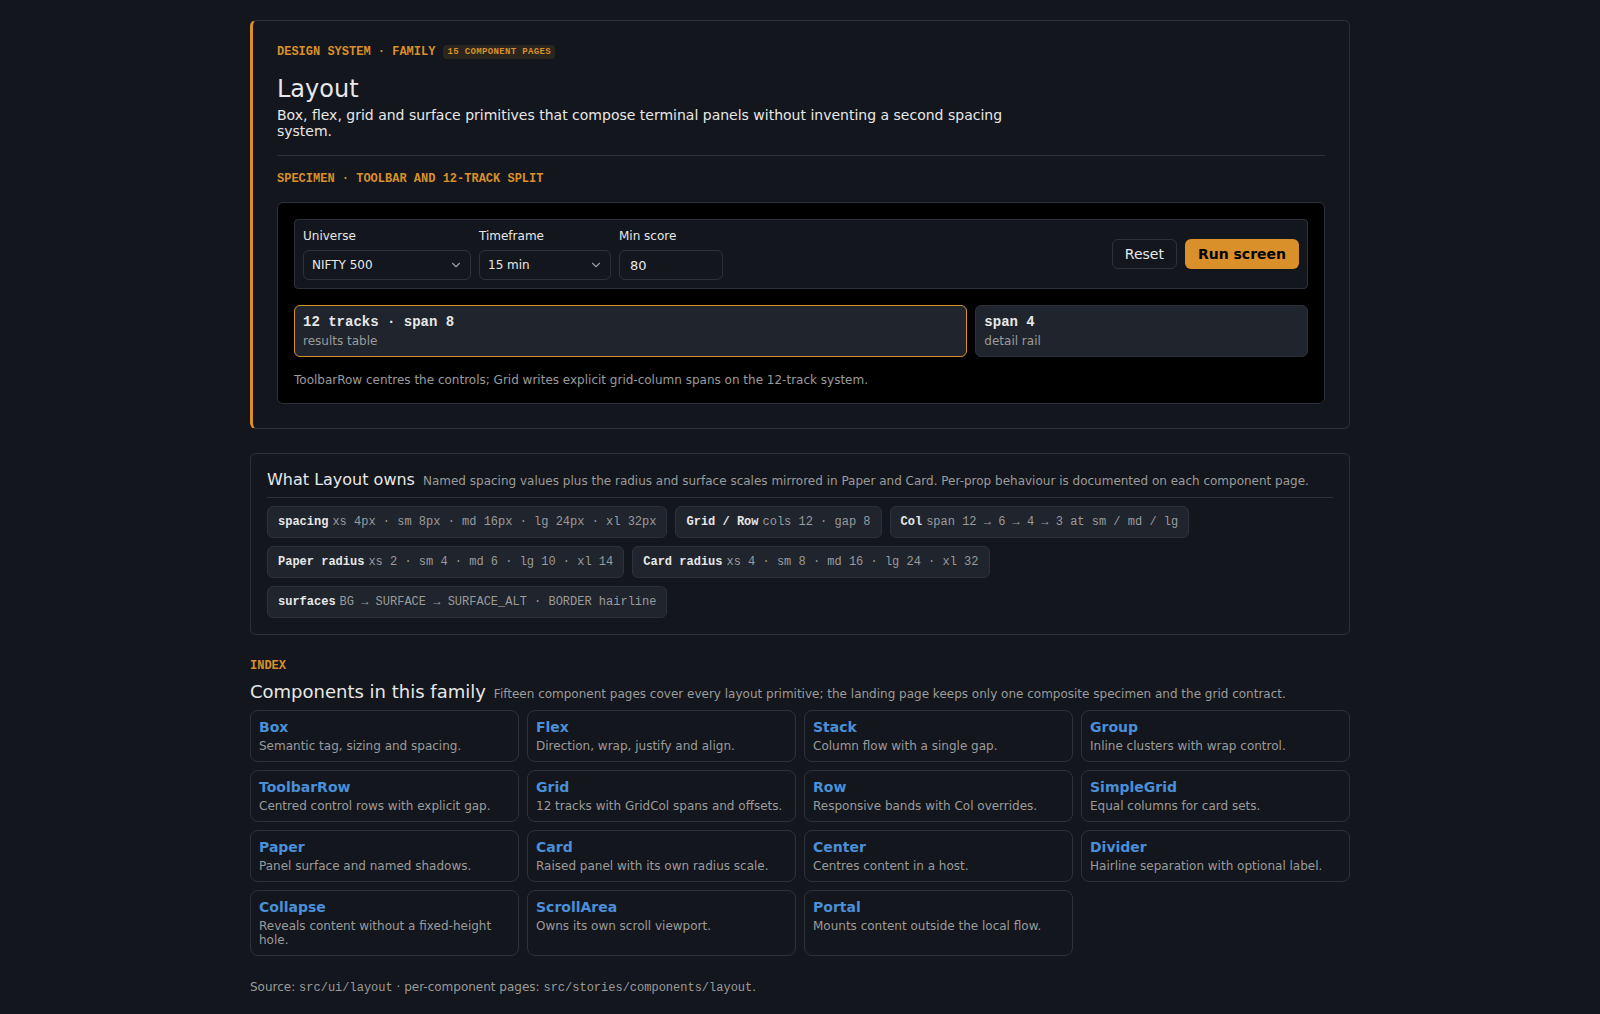 DESIGN SYSTEM · FAMILY 15 COMPONENT PAGES
Layout
Box, flex, grid and surface primitives that compose terminal panels without inventing a second spacing
system.
SPECIMEN · TOOLBAR AND 12-TRACK SPLIT
Universe Timeframe Min score
NIFTY 500 15 min 80 Reset Run screen
12 tracks · span 8 span 4
results table detail rail
ToolbarRow centres the controls; Grid writes explicit grid-column spans on the 12-track system.
What Layout owns Named spacing values plus the radius and surface scales mirrored in Paper and Card. Per-prop behaviour is documented on each component page.
spacing xs 4px · sm 8px · md 16px · lg 24px · xl 32px Grid / Row cols 12 · gap 8 Col span 12 → 6 → 4 → 3 at sm / md / lg
Paper radius xs 2 · sm 4 · md 6 · lg 10 · xl 14 Card radius xs 4 · sm 8 · md 16 · lg 24 · xl 32
surfaces BG → SURFACE → SURFACE_ALT · BORDER hairline
INDEX
Components in this family Fifteen component pages cover every layout primitive; the landing page keeps only one composite specimen and the grid contract.
Box Flex Stack Group
Semantic tag, sizing and spacing. Direction, wrap, justify and align. Column flow with a single gap. Inline clusters with wrap control.
ToolbarRow Grid Row SimpleGrid
Centred control rows with explicit gap. 12 tracks with GridCol spans and offsets. Responsive bands with Col overrides. Equal columns for card sets.
Paper Card Center Divider
Panel surface and named shadows. Raised panel with its own radius scale. Centres content in a host. Hairline separation with optional label.
Collapse ScrollArea Portal
Reveals content without a fixed-height Owns its own scroll viewport. Mounts content outside the local flow.
hole.
Source: src/ui/layout · per-component pages: src/stories/components/layout.